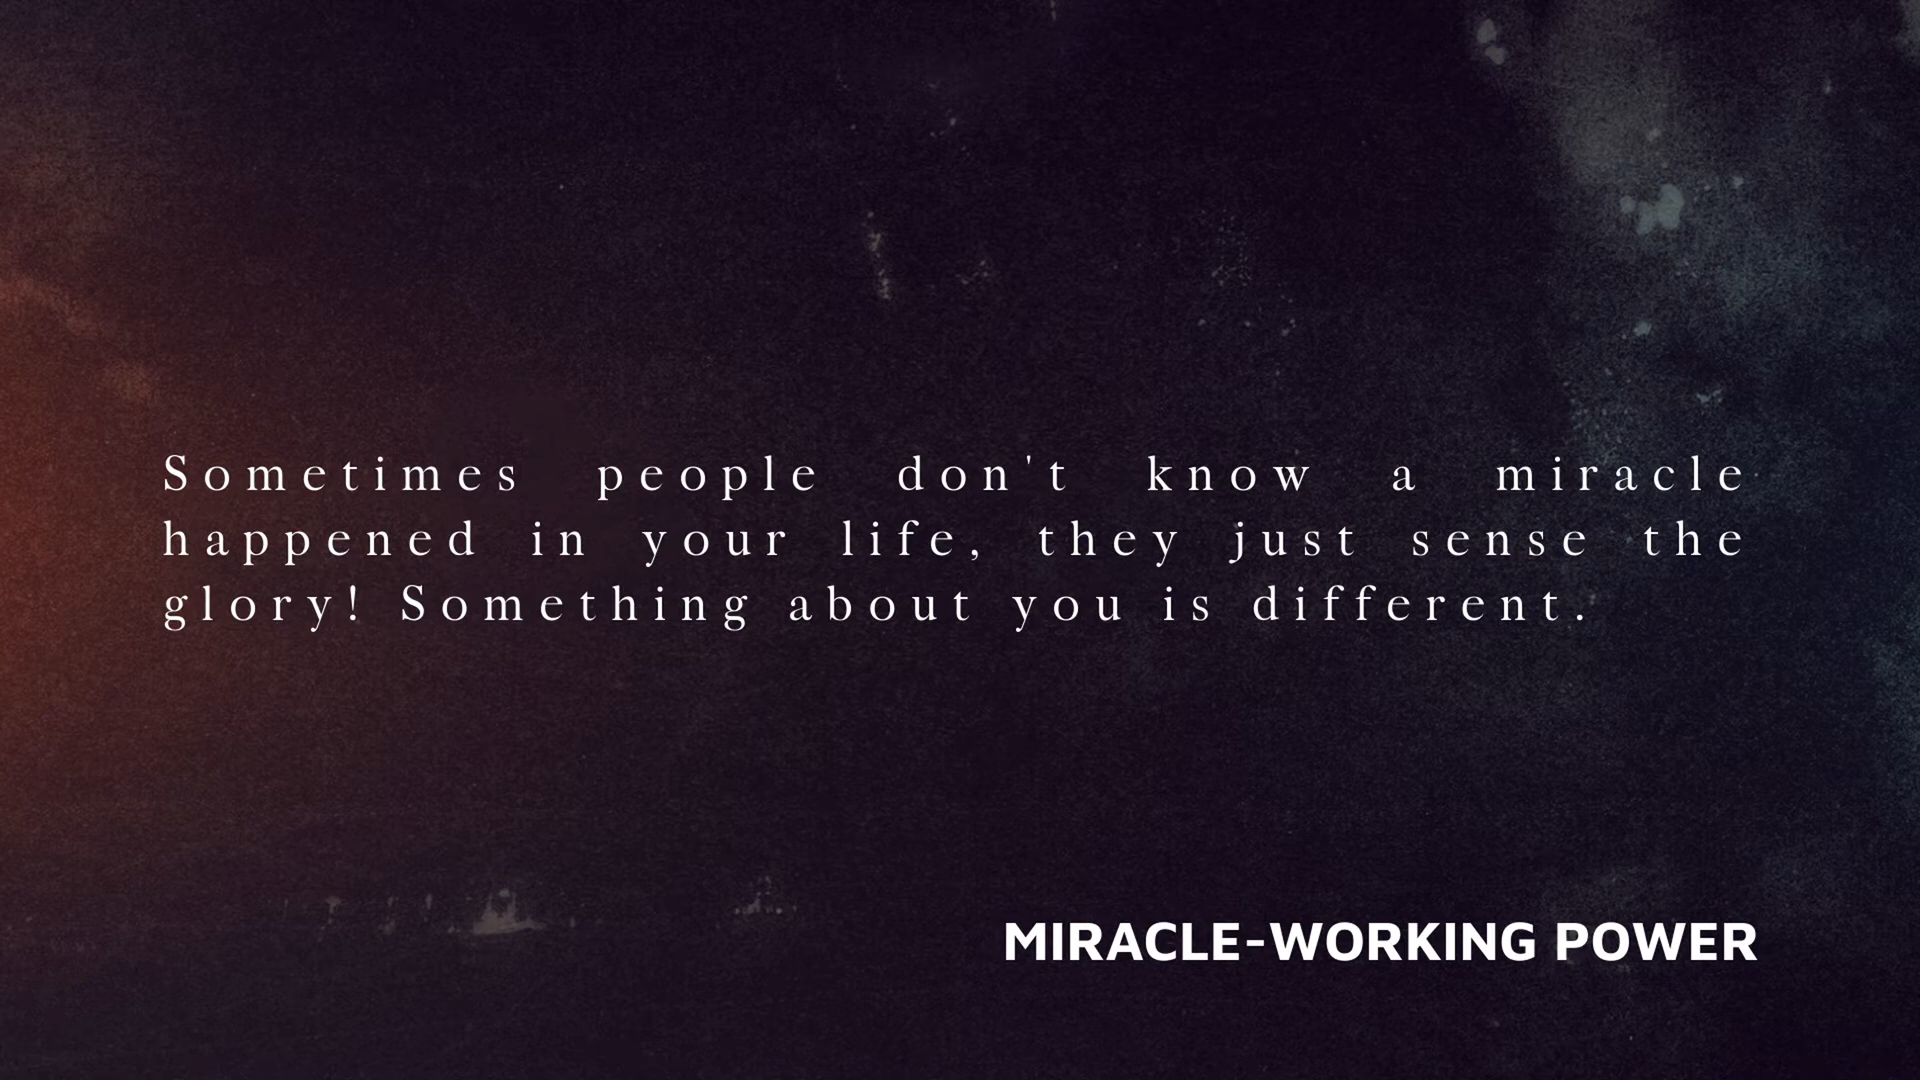 Sometimes people don't know a miracle
happened in your life, they just sense the
glory! Something about you is different.
MIRACLE-WORKING POWER